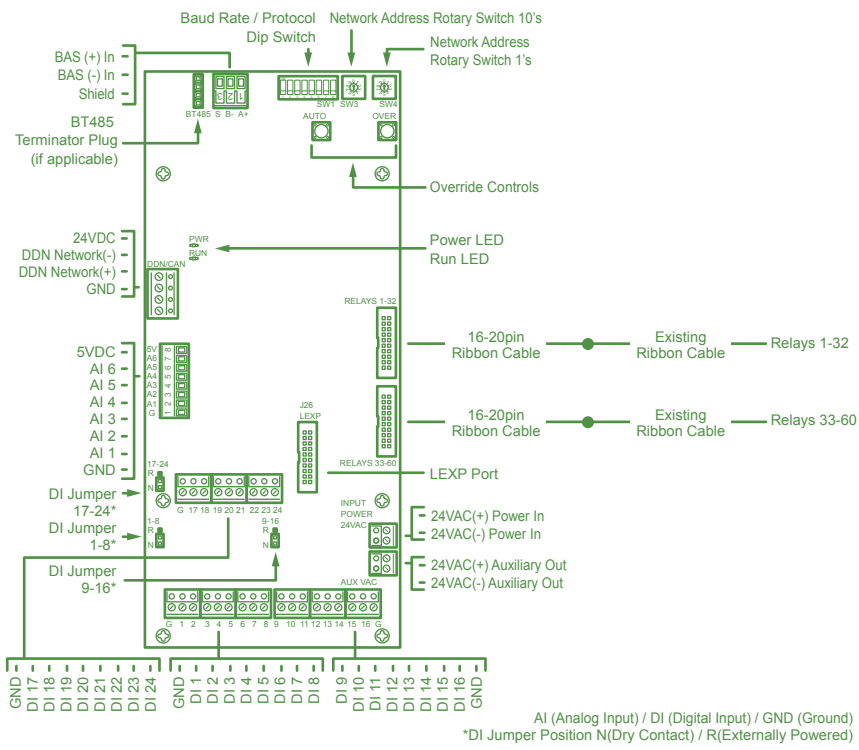 Baud Rate / Protocol
Dip Switch
Network Address Rotary Switch 10's
Network Address
Rotary Switch 1's
BAS (+) In
BAS (-) In
Shield
BT485
Terminator Plug
(if applicable)
BT485
S B- A+
3 2 1
SW1
SW3
SW4
AUTO
OVER
Override Controls
24VDC
DDN Network(-)
DDN Network(+)
GND
PWR
RUN
DDN/CAN
Power LED
Run LED
RELAYS 1-32
16-20pin
Ribbon Cable
Existing
Ribbon Cable
Relays 1-32
5VDC
AI 6
AI 5
AI 4
AI 3
AI 2
AI 1
GND
5V 8
A6 7
A5 6
A4 5
A3 4
A2 3
A1 2
G 1
16-20pin
Ribbon Cable
Existing
Ribbon Cable
Relays 33-60
J26
LEXP
RELAYS 33-60
LEXP Port
17-24
R
N
DI Jumper
17-24*
G 17 18 19 20 21 22 23 24
INPUT
POWER
24VAC
24VAC(+) Power In
24VAC(-) Power In
1-8
R
N
DI Jumper
1-8*
9-16
R
N
DI Jumper
9-16*
24VAC(+) Auxiliary Out
24VAC(-) Auxiliary Out
AUX VAC
G 1 2 3 4 5 6 7 8 9 10 11 12 13 14 15 16 G
GND
DI 17
DI 18
DI 19
DI 20
DI 21
DI 22
DI 23
DI 24
GND
DI 1
DI 2
DI 3
DI 4
DI 5
DI 6
DI 7
DI 8
DI 9
DI 10
DI 11
DI 12
DI 13
DI 14
DI 15
DI 16
GND
AI (Analog Input) / DI (Digital Input) / GND (Ground)
*DI Jumper Position N(Dry Contact) / R(Externally Powered)